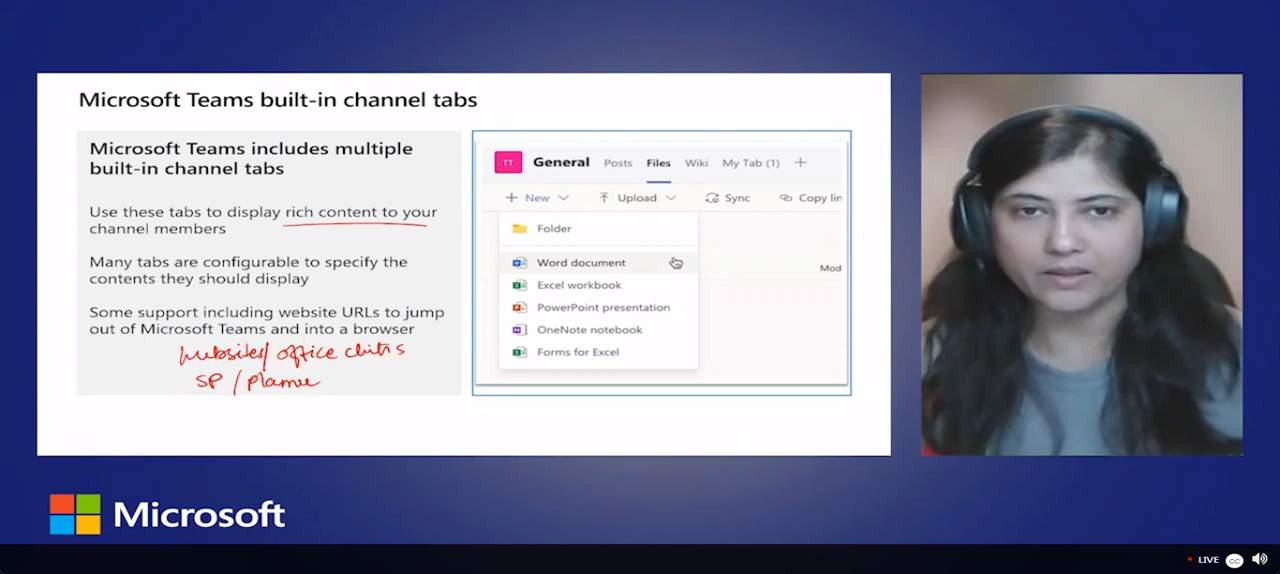 Microsoft Teams built-in channel tabs
Microsoft Teams includes multiple
built-in channel tabs
Use these tabs to display rich content to your
channel members
Many tabs are configurable to specify the
contents they should display
Some support including website URLs to jump
out of Microsoft Teams and into a browser
websites/ office
SP /
TT General Posts Files Wiki My Tab (1) +
+ New Upload Sync Copy lin
Folder
Word document
Mod
Excel workbook
PowerPoint presentation
OneNote notebook
Forms for Excel
Microsoft
LIVE CC